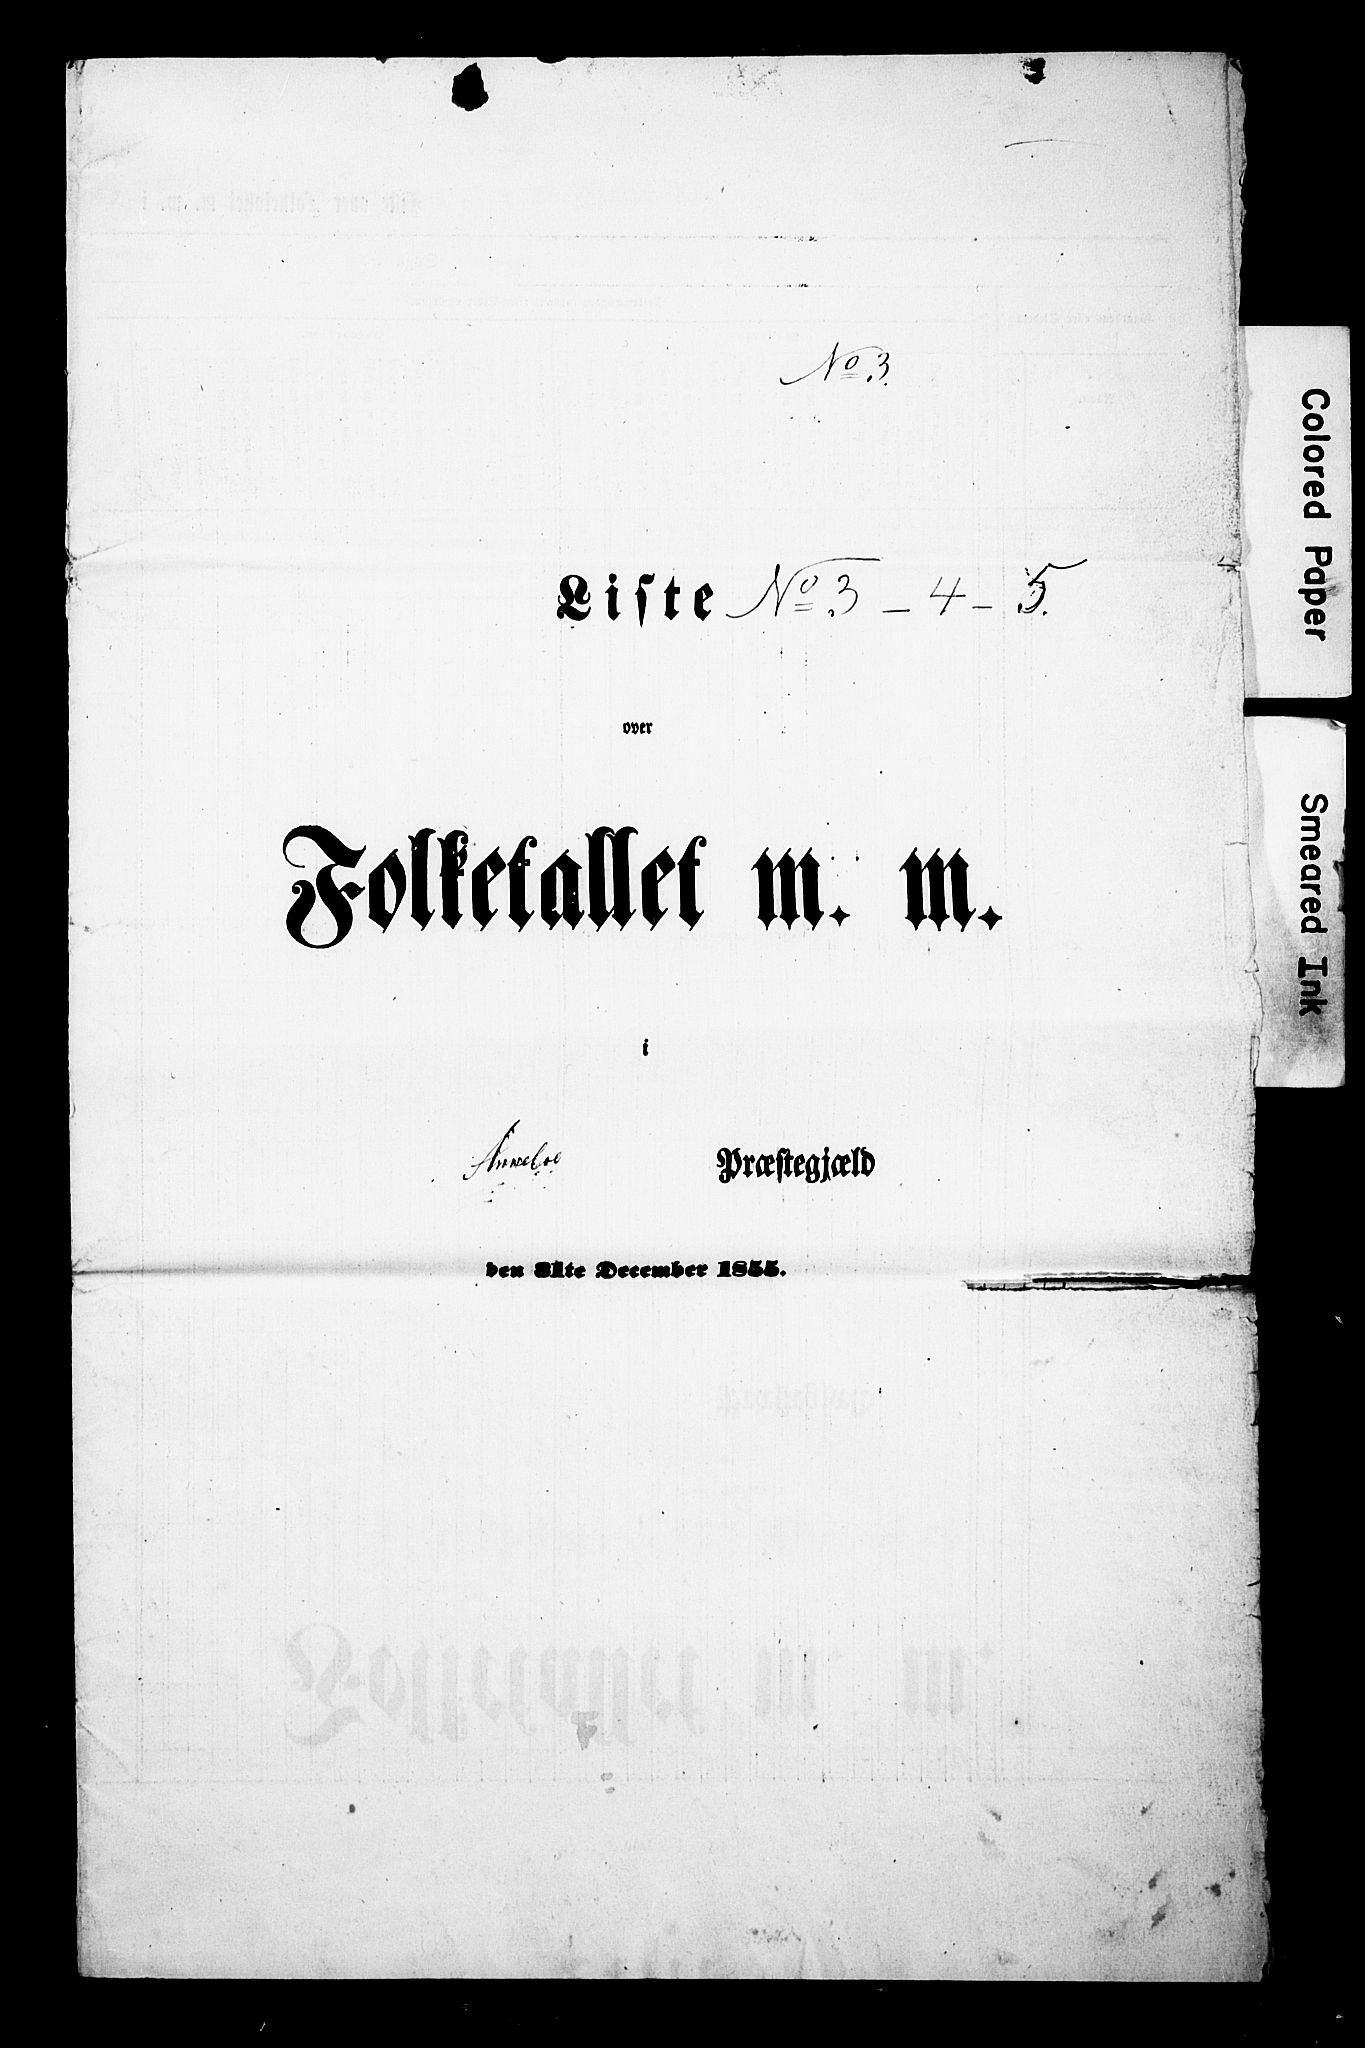 No 3.
Liste No 3 – 4 – 5.
over
Folketallet m. m.
i
Præstegjæld
den 31te December 1855.
Colored Paper
Smeared Ink